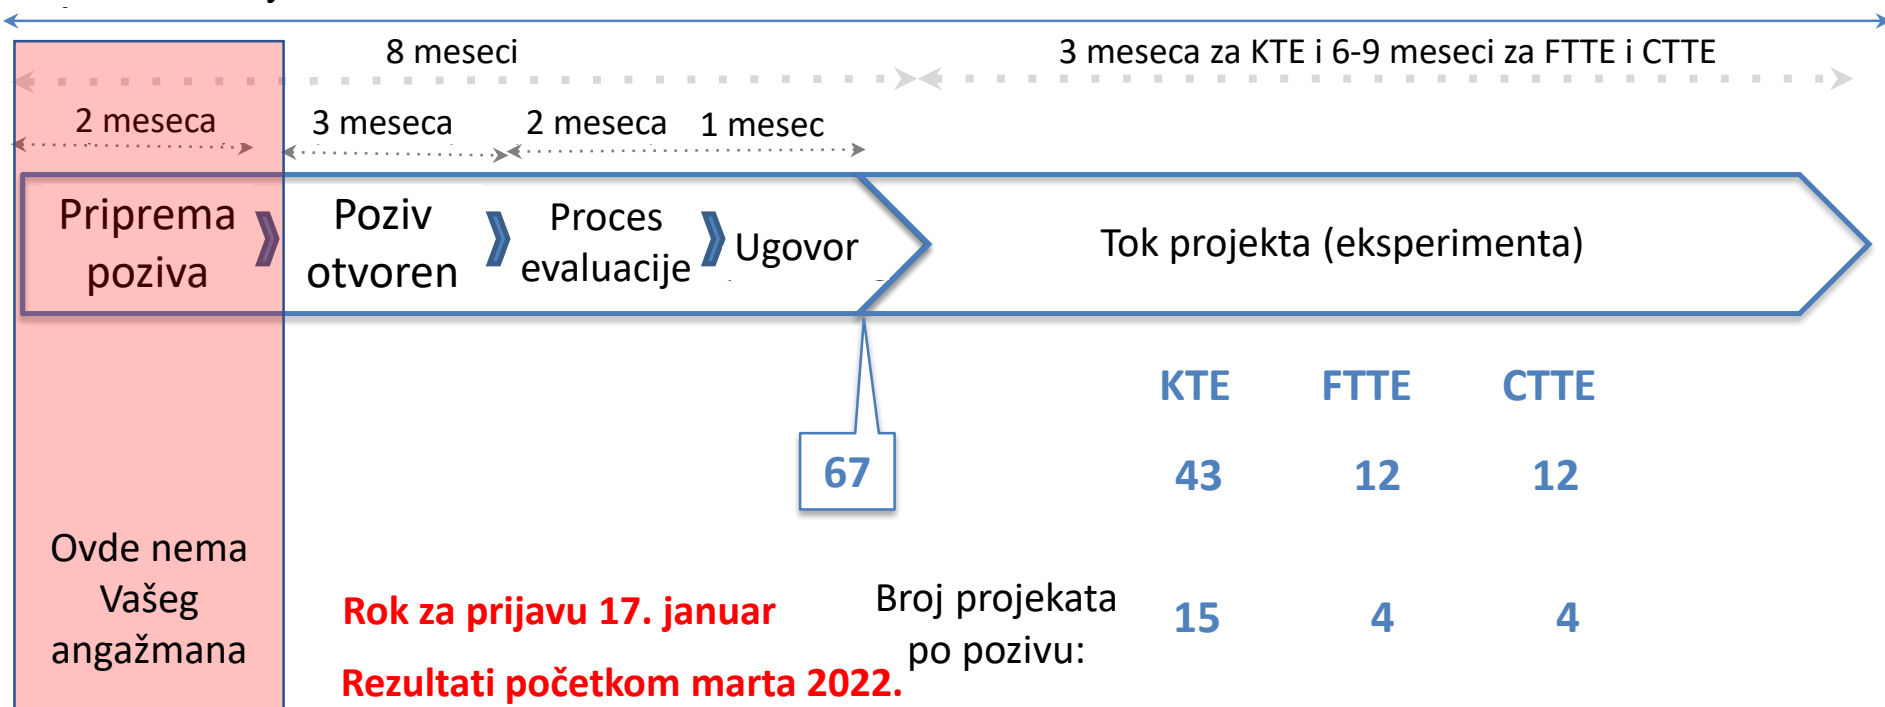 8 meseci
3 meseca za KTE i 6-9 meseci za FTTE i CTTE
2 meseca
3 meseca
2 meseca
1 mesec
Priprema
poziva
Poziv
otvoren
Proces
evaluacije
Ugovor
Tok projekta (eksperimenta)
KTE FTTE CTTE
67
43 12 12
Ovde nema
Vašeg
angažmana
Rok za prijavu 17. januar
Rezultati početkom marta 2022.
Broj projekata
po pozivu:
15 4 4